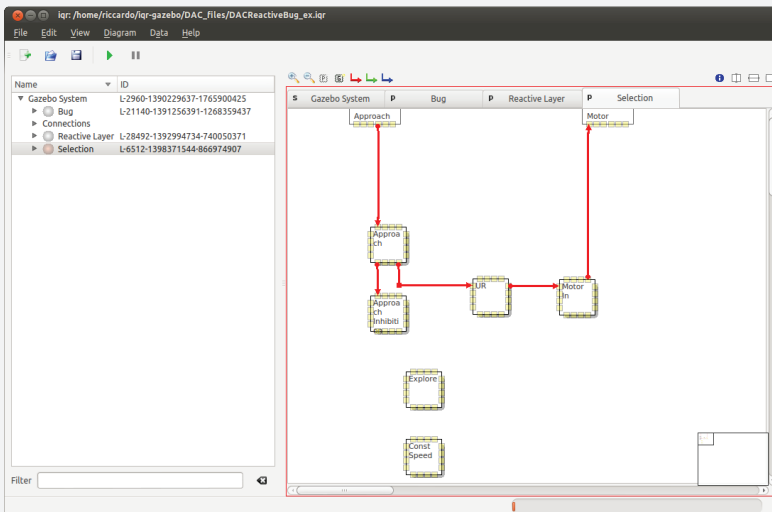 iqr: /home/riccardo/iqr-gazebo/DAC_files/DACReactiveBug_ex.iqr
File Edit View Diagram Data Help
Name ID
Gazebo System L-2960-1390229637-1765900425
Bug L-21140-1391256391-1268359437
Connections
Reactive Layer L-28492-1392994734-740050371
Selection L-6512-1398371544-866974907
Filter
S Gazebo System P Bug P Reactive Layer P Selection
Approach
Motor
Approa
ch
Approa
ch
Inhibiti
UR
Motor
In
Explore
Const
Speed